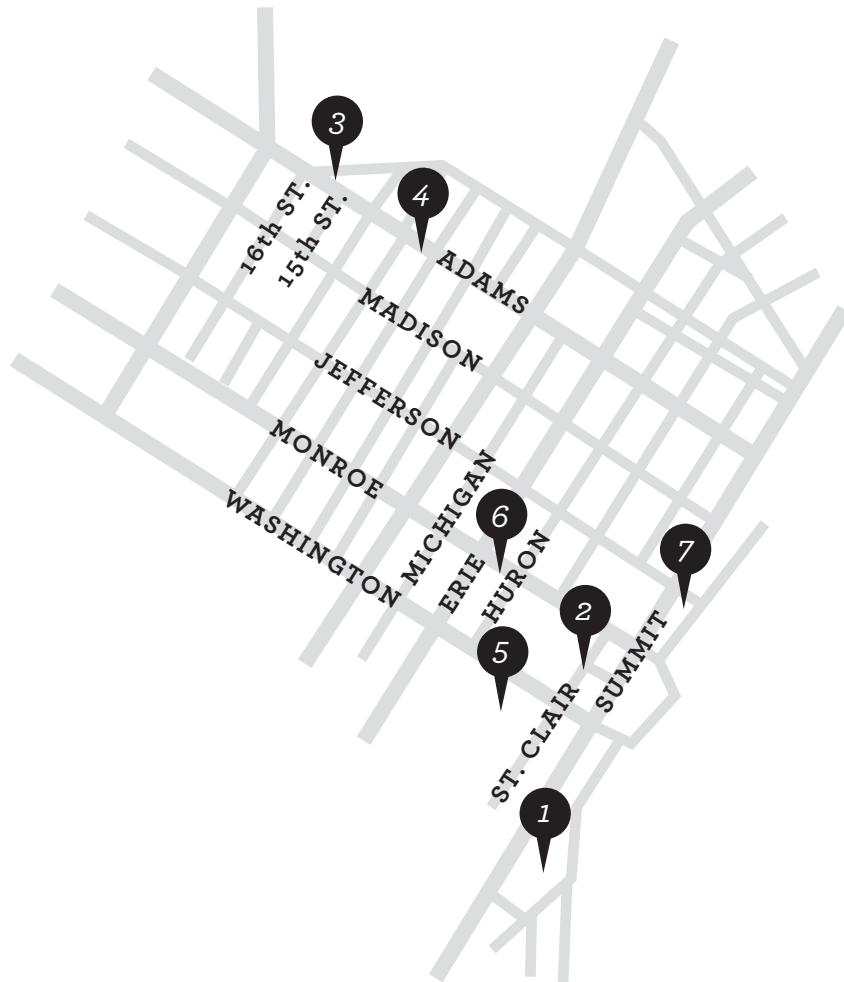 3
4
16th ST.
15th ST.
ADAMS
MADISON
JEFFERSON
MONROE
MICHIGAN
WASHINGTON
6
ERIE
HURON
7
2
5
SUMMIT
ST. CLAIR
1